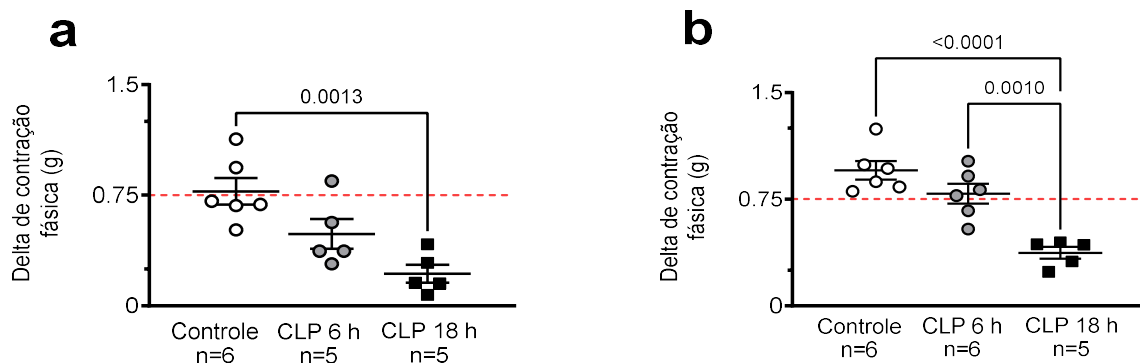 a
Delta de contração
fásica (g)
1.5
0.75
0
0.0013
Controle
n=6
CLP 6 h
n=5
CLP 18 h
n=5
b
Delta de contração
fásica (g)
1.5
0.75
0
<0.0001
0.0010
Controle
n=6
CLP 6 h
n=6
CLP 18 h
n=5